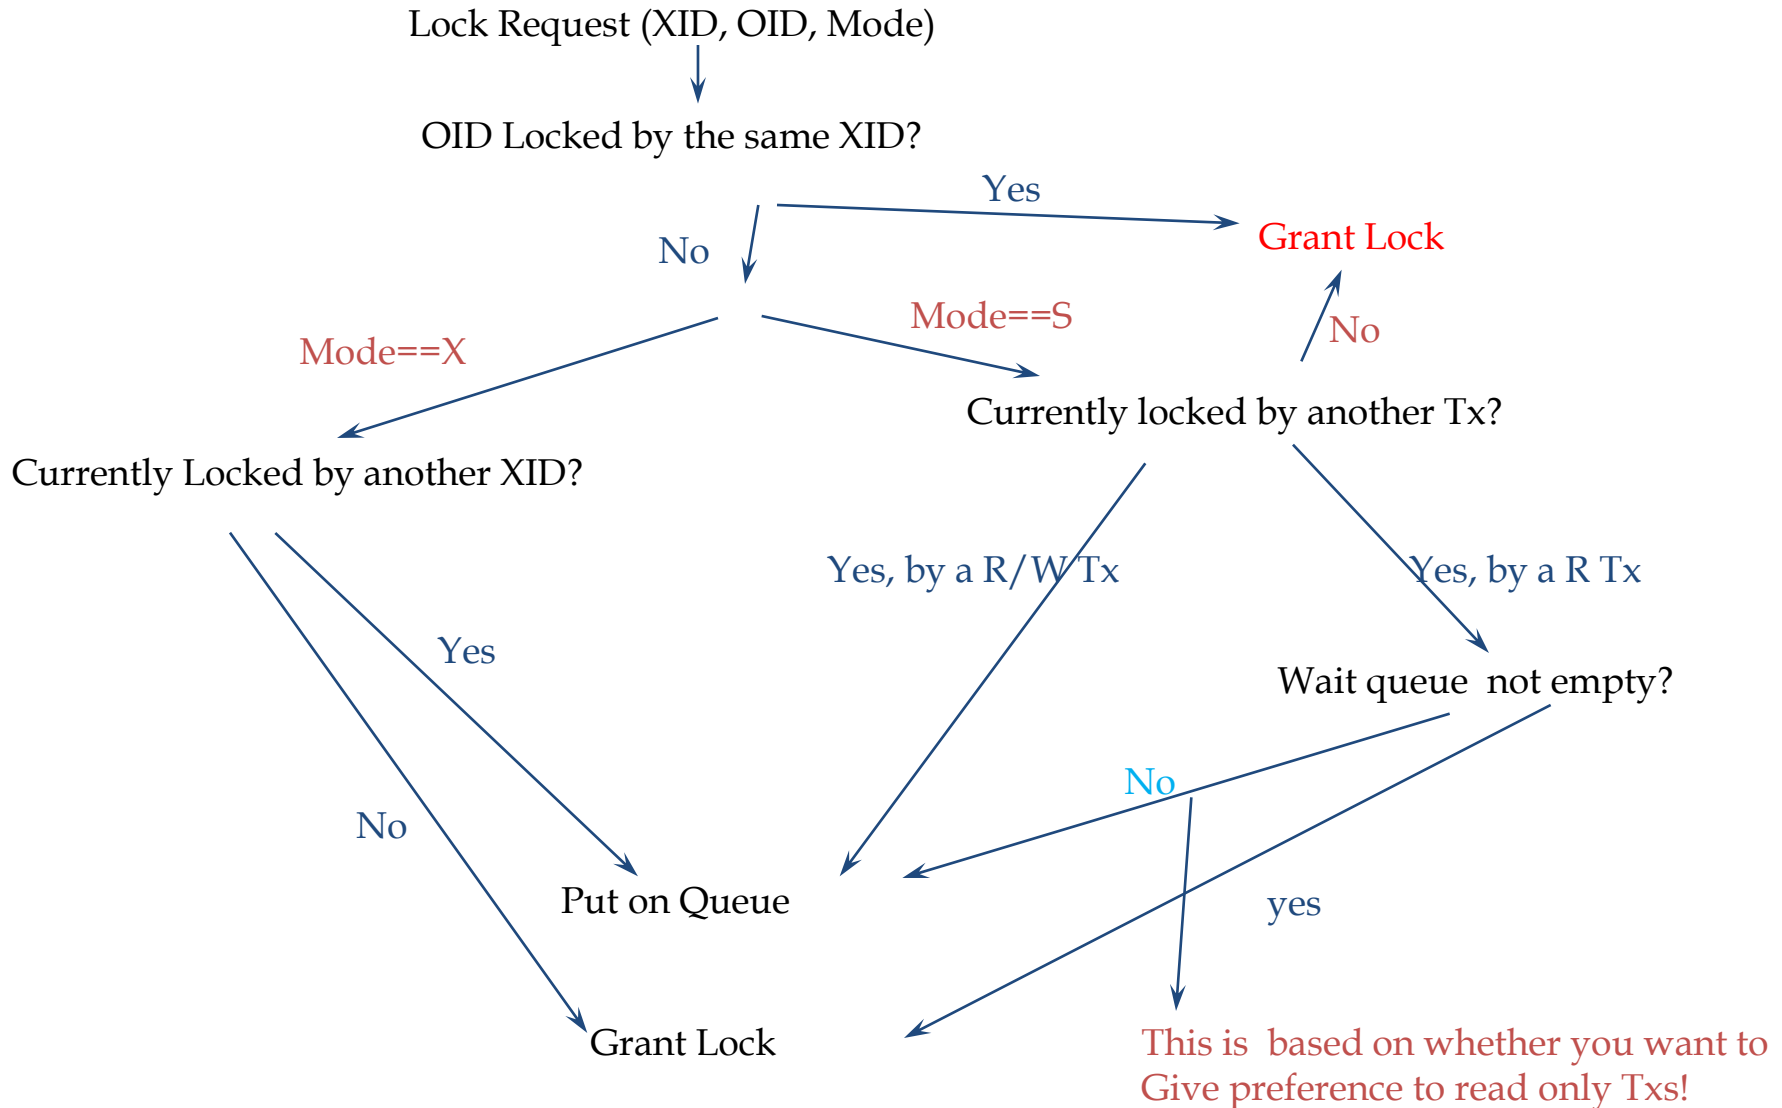 Lock Request (XID, OID, Mode)
OID Locked by the same XID?
Yes
Grant Lock
No
Mode==S
No
Mode==X
Currently locked by another Tx?
Currently Locked by another XID?
Yes, by a R/W Tx
Yes, by a R Tx
Yes
Wait queue  not empty?
No
No
Put on Queue
yes
Grant Lock
This is  based on whether you want to
Give preference to read only Txs!